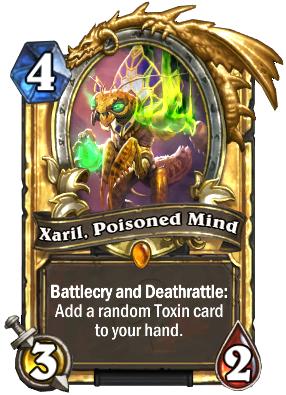 4
Xaril, Poisoned Mind
Battlecry and Deathrattle:
Add a random Toxin card
to your hand.
3
2